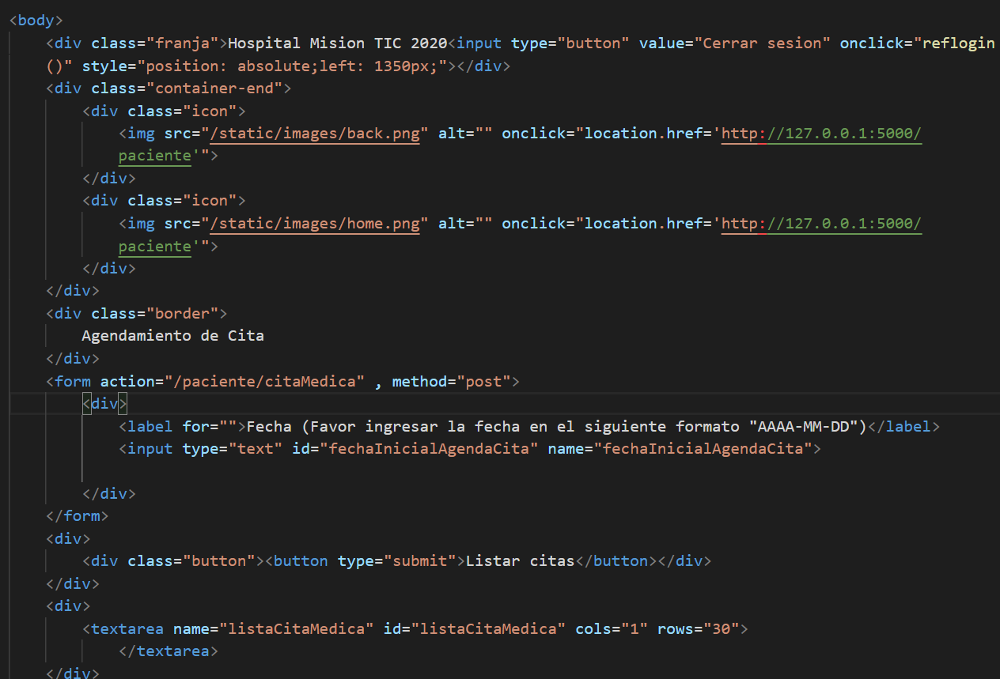 <body>
<div class="franja">Hospital Mision TIC 2020<input type="button" value="Cerrar sesion" onclick="reflogin
()" style="position: absolute;left: 1350px;"></div>
<div class="container-end">
<div class="icon">
<img src="/static/images/back.png" alt="" onclick="location.href='http://127.0.0.1:5000/
paciente'">
</div>
<div class="icon">
<img src="/static/images/home.png" alt="" onclick="location.href='http://127.0.0.1:5000/
paciente'">
</div>
</div>
<div class="border">
Agendamiento de Cita
</div>
<form action="/paciente/citaMedica" , method="post">
<div>
<label for="">Fecha (Favor ingresar la fecha en el siguiente formato "AAAA-MM-DD")</label>
<input type="text" id="fechaInicialAgendaCita" name="fechaInicialAgendaCita">
</div>
</form>
<div>
<div class="button"><button type="submit">Listar citas</button></div>
</div>
<div>
<textarea name="listaCitaMedica" id="listaCitaMedica" cols="1" rows="30">
</textarea>
</div>